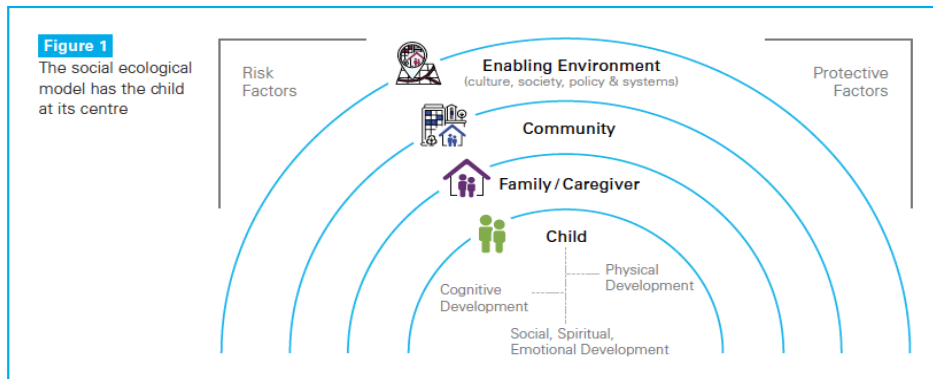 Figure 1
The social ecological
model has the child
at its centre
Risk
Factors
Enabling Environment
(culture, society, policy & systems)
Protective
Factors
Community
Family / Caregiver
Child
Physical
Development
Cognitive
Development
Social, Spiritual,
Emotional Development